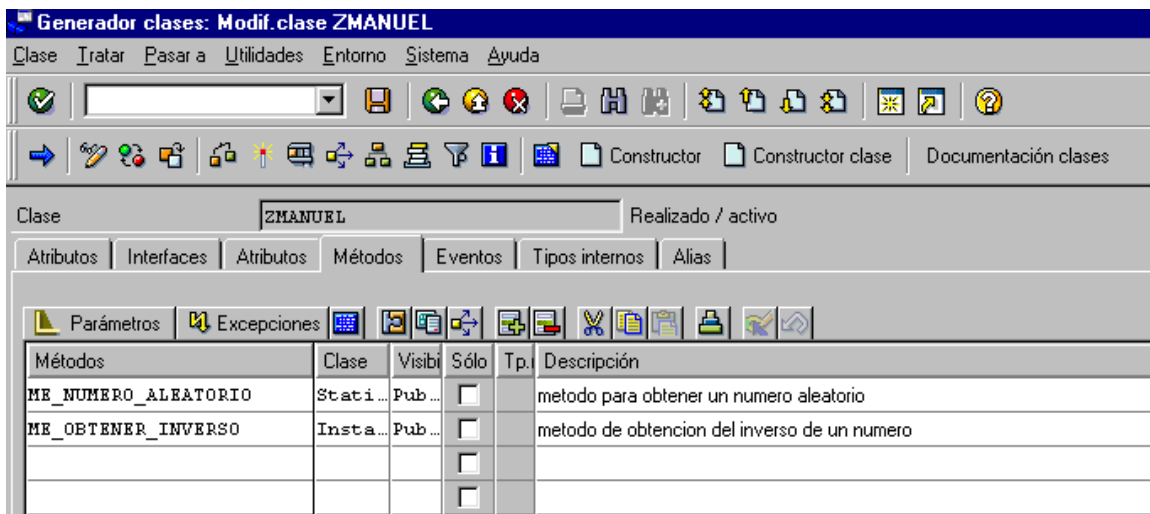 Generador clases: Modif.clase ZMANUEL
Clase Tratar Pasar a Utilidades Entorno Sistema Ayuda
Constructor Constructor clase Documentación clases
Clase ZMANUEL Realizado / activo
Atributos Interfaces Atributos Métodos Eventos Tipos internos Alias
Parámetros Excepciones
Métodos Clase Visibi Sólo Tp. Descripción
ME_NUMERO_ALEATORIO Stati... Pub... metodo para obtener un numero aleatorio
ME_OBTENER_INVERSO Insta... Pub... metodo de obtencion del inverso de un numero